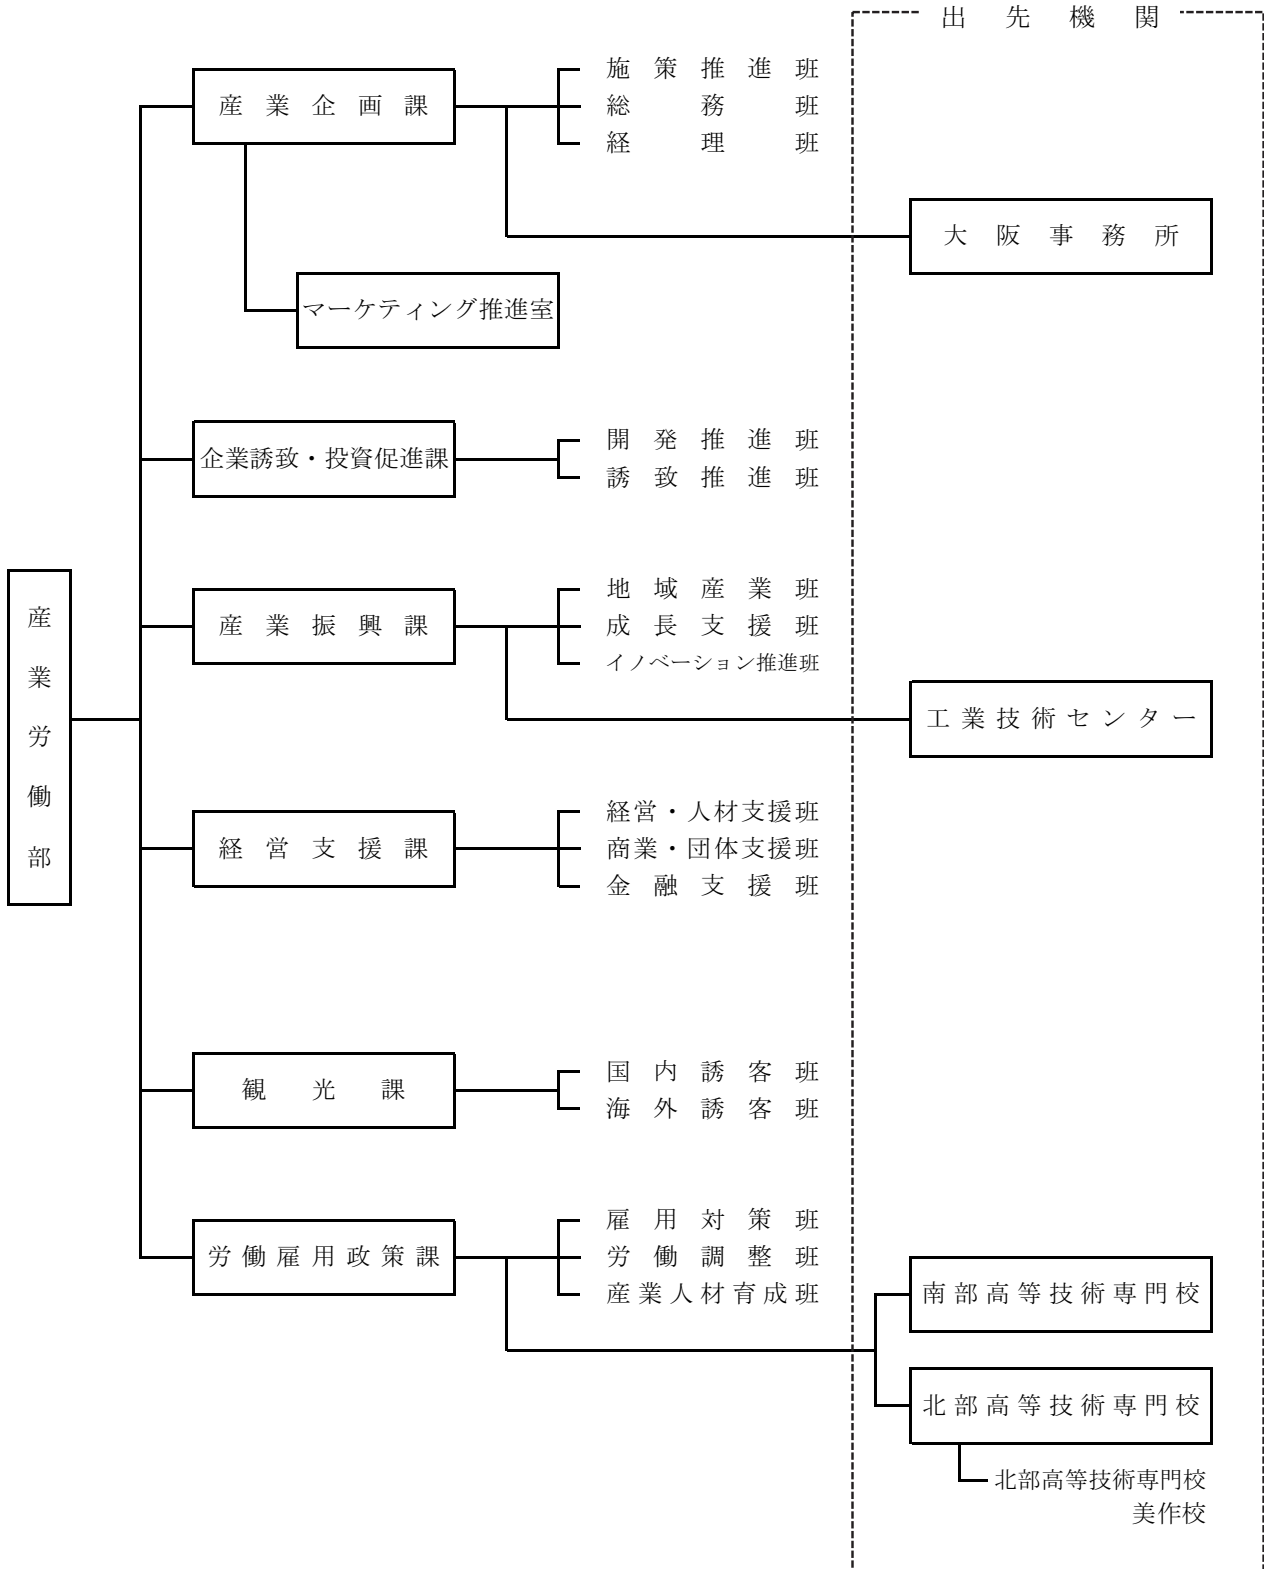 出先機関
産業労働部
産業企画課
施策推進班
総務班
経理班
大阪事務所
マーケティング推進室
企業誘致・投資促進課
開発推進班
誘致推進班
産業振興課
地域産業班
成長支援班
イノベーション推進班
工業技術センター
経営支援課
経営・人材支援班
商業・団体支援班
金融支援班
観光課
国内誘客班
海外誘客班
労働雇用政策課
雇用対策班
労働調整班
産業人材育成班
南部高等技術専門校
北部高等技術専門校
北部高等技術専門校
美作校